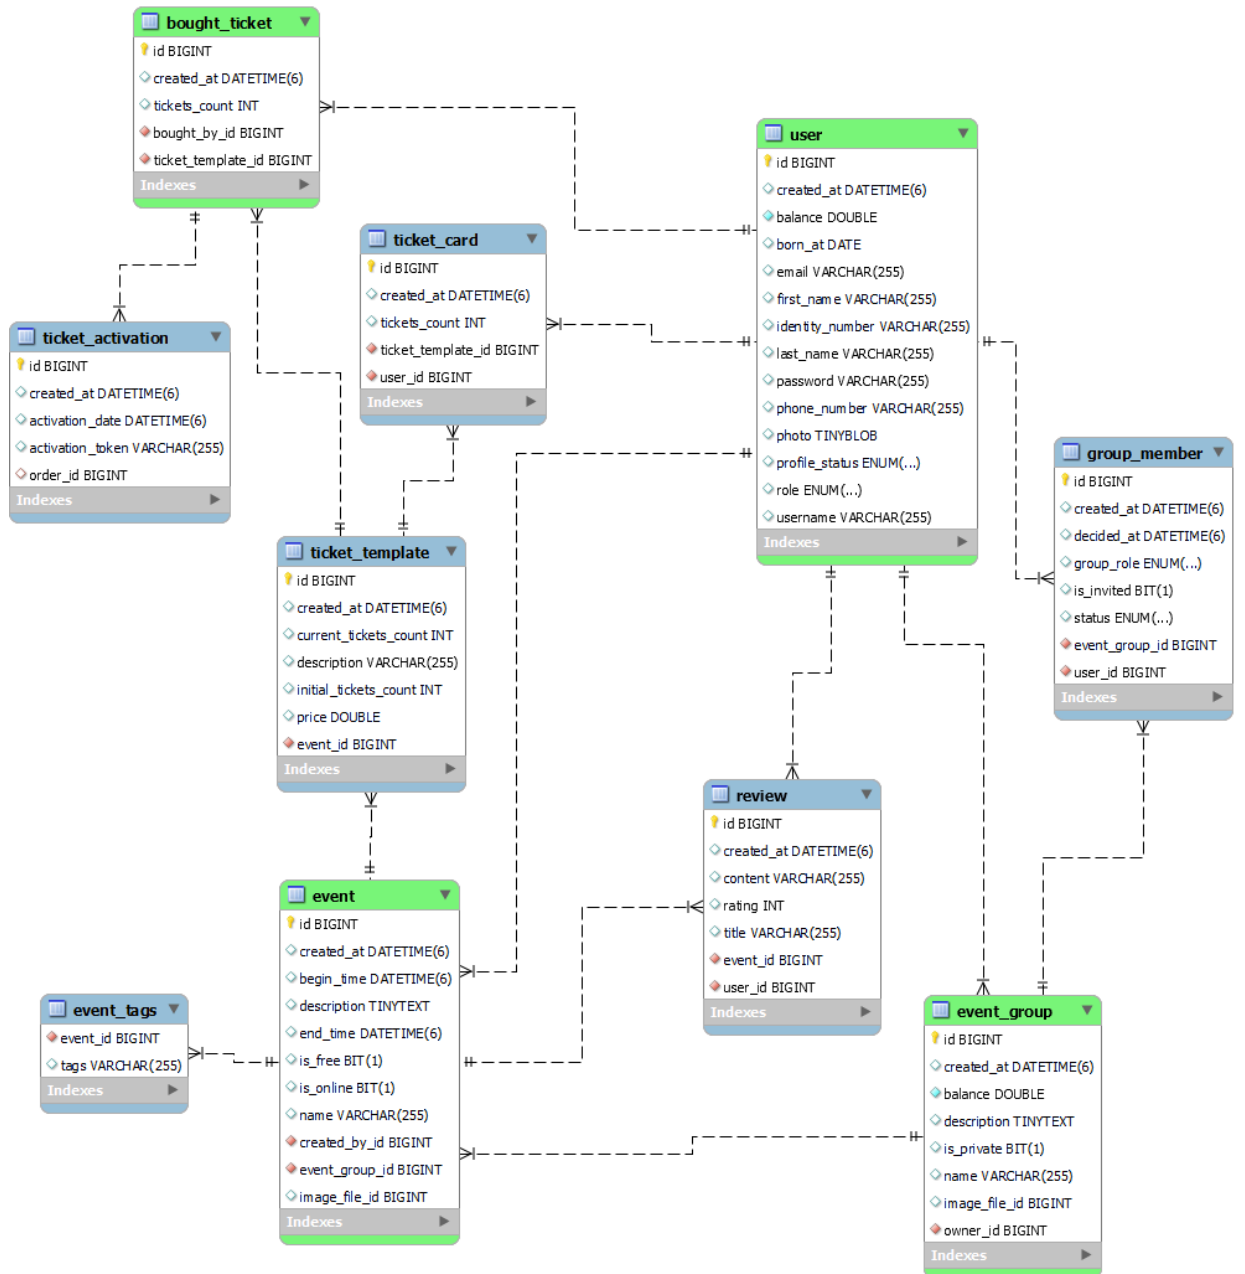 bought_ticket
id BIGINT
created_at DATETIME(6)
tickets_count INT
bought_by_id BIGINT
ticket_template_id BIGINT
Indexes
user
id BIGINT
created_at DATETIME(6)
balance DOUBLE
born_at DATE
email VARCHAR(255)
first_name VARCHAR(255)
identity_number VARCHAR(255)
last_name VARCHAR(255)
password VARCHAR(255)
phone_number VARCHAR(255)
photo TINYBLOB
profile_status ENUM(...)
role ENUM(...)
username VARCHAR(255)
Indexes
ticket_card
id BIGINT
created_at DATETIME(6)
tickets_count INT
ticket_template_id BIGINT
user_id BIGINT
Indexes
ticket_activation
id BIGINT
created_at DATETIME(6)
activation_date DATETIME(6)
activation_token VARCHAR(255)
order_id BIGINT
Indexes
group_member
id BIGINT
created_at DATETIME(6)
decided_at DATETIME(6)
group_role ENUM(...)
is_invited BIT(1)
status ENUM(...)
event_group_id BIGINT
user_id BIGINT
Indexes
ticket_template
id BIGINT
created_at DATETIME(6)
current_tickets_count INT
description VARCHAR(255)
initial_tickets_count INT
price DOUBLE
event_id BIGINT
Indexes
review
id BIGINT
created_at DATETIME(6)
content VARCHAR(255)
rating INT
title VARCHAR(255)
event_id BIGINT
user_id BIGINT
Indexes
event
id BIGINT
created_at DATETIME(6)
begin_time DATETIME(6)
description TINYTEXT
end_time DATETIME(6)
is_free BIT(1)
is_online BIT(1)
name VARCHAR(255)
created_by_id BIGINT
event_group_id BIGINT
image_file_id BIGINT
Indexes
event_tags
event_id BIGINT
tags VARCHAR(255)
Indexes
event_group
id BIGINT
created_at DATETIME(6)
balance DOUBLE
description TINYTEXT
is_private BIT(1)
name VARCHAR(255)
image_file_id BIGINT
owner_id BIGINT
Indexes